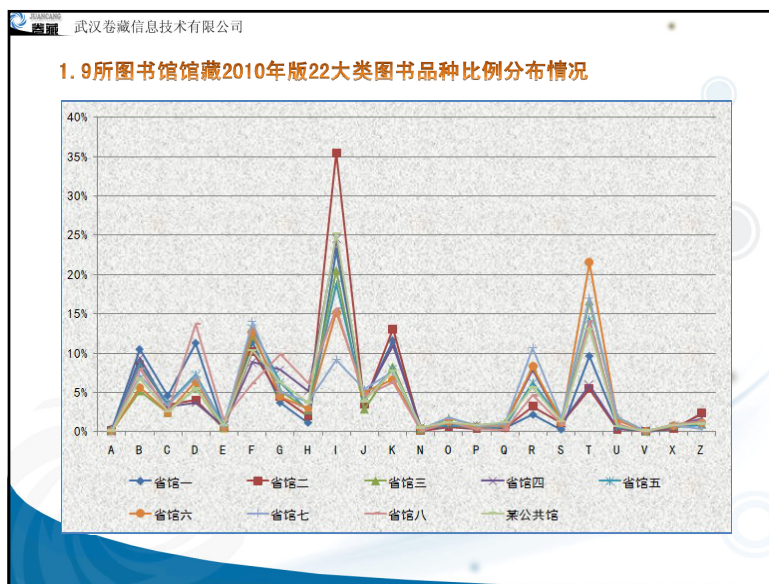 JUANCANG
卷藏
武汉卷藏信息技术有限公司
1.9所图书馆馆藏2010年版22大类图书品种比例分布情况
40%
35%
30%
25%
20%
15%
10%
5%
0%
A B C D E F G H I J K N O P Q R S T U V X Z
省馆一 省馆二 省馆三 省馆四 省馆五
省馆六 省馆七 省馆八 某公共馆